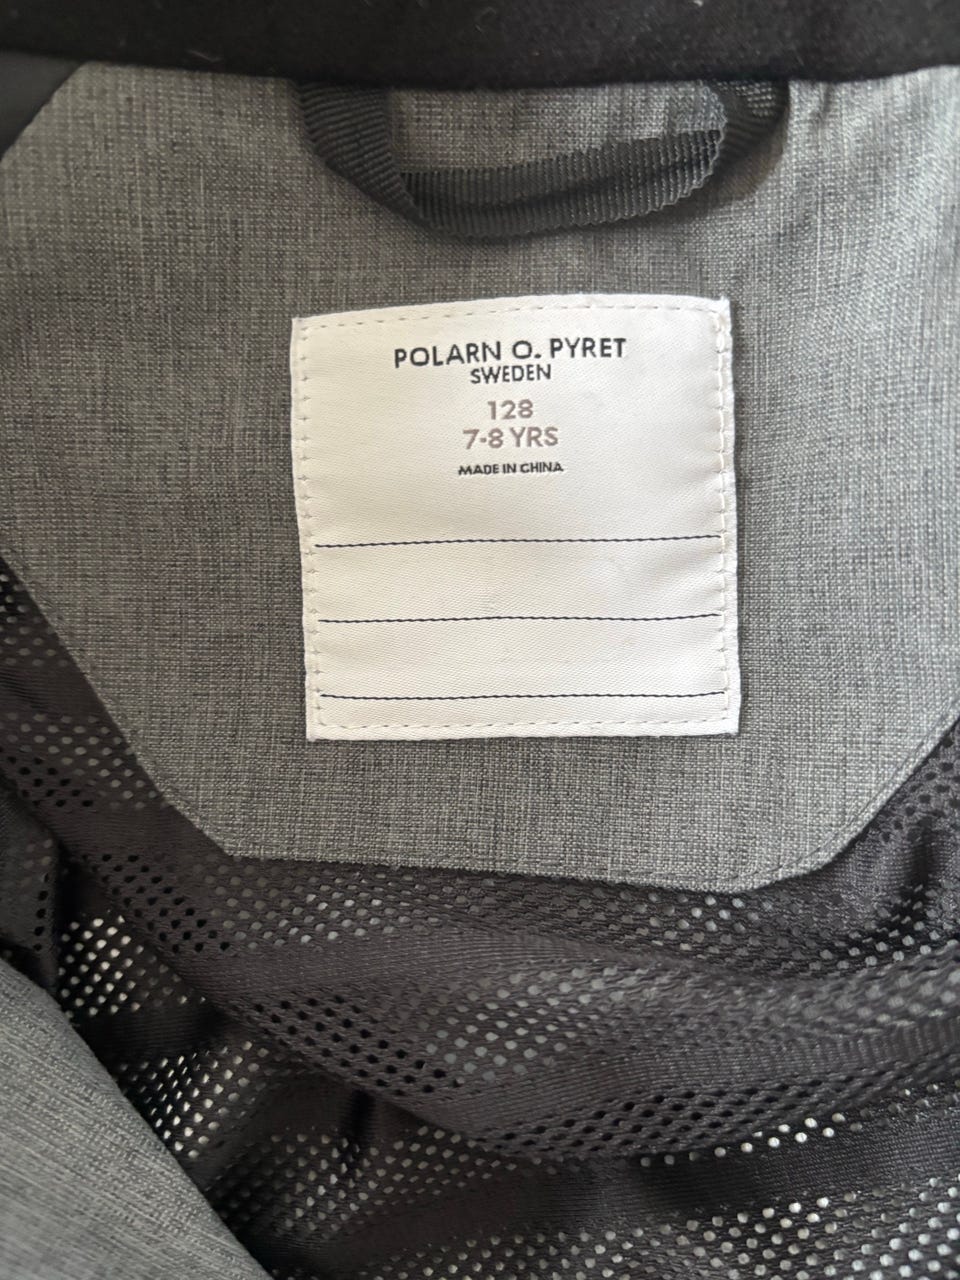 POLARN O. PYRET
SWEDEN
128
7-8 YRS
MADE IN CHINA